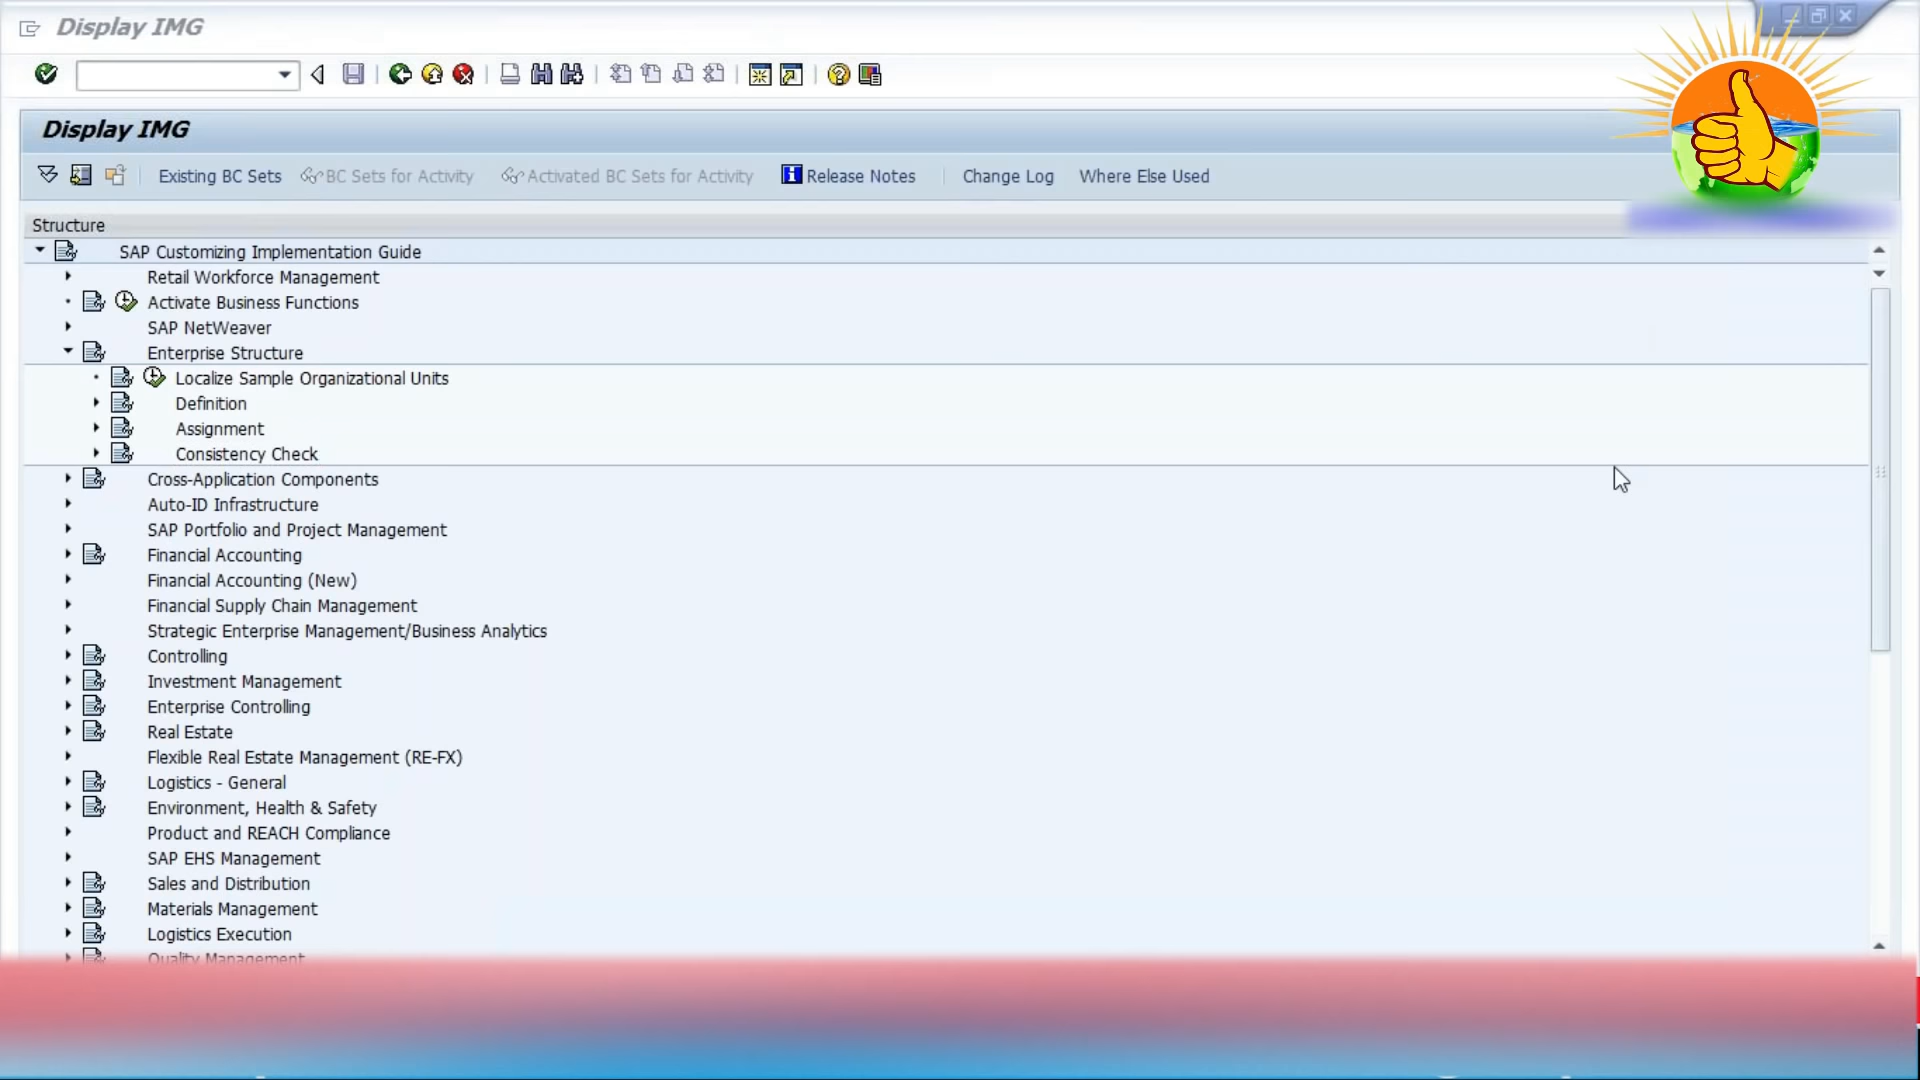 Display IMG
Display IMG
Existing BC Sets BC Sets for Activity Activated BC Sets for Activity Release Notes Change Log Where Else Used
Structure
SAP Customizing Implementation Guide
Retail Workforce Management
Activate Business Functions
SAP NetWeaver
Enterprise Structure
Localize Sample Organizational Units
Definition
Assignment
Consistency Check
Cross-Application Components
Auto-ID Infrastructure
SAP Portfolio and Project Management
Financial Accounting
Financial Accounting (New)
Financial Supply Chain Management
Strategic Enterprise Management/Business Analytics
Controlling
Investment Management
Enterprise Controlling
Real Estate
Flexible Real Estate Management (RE-FX)
Logistics - General
Environment, Health & Safety
Product and REACH Compliance
SAP EHS Management
Sales and Distribution
Materials Management
Logistics Execution
Quality Management